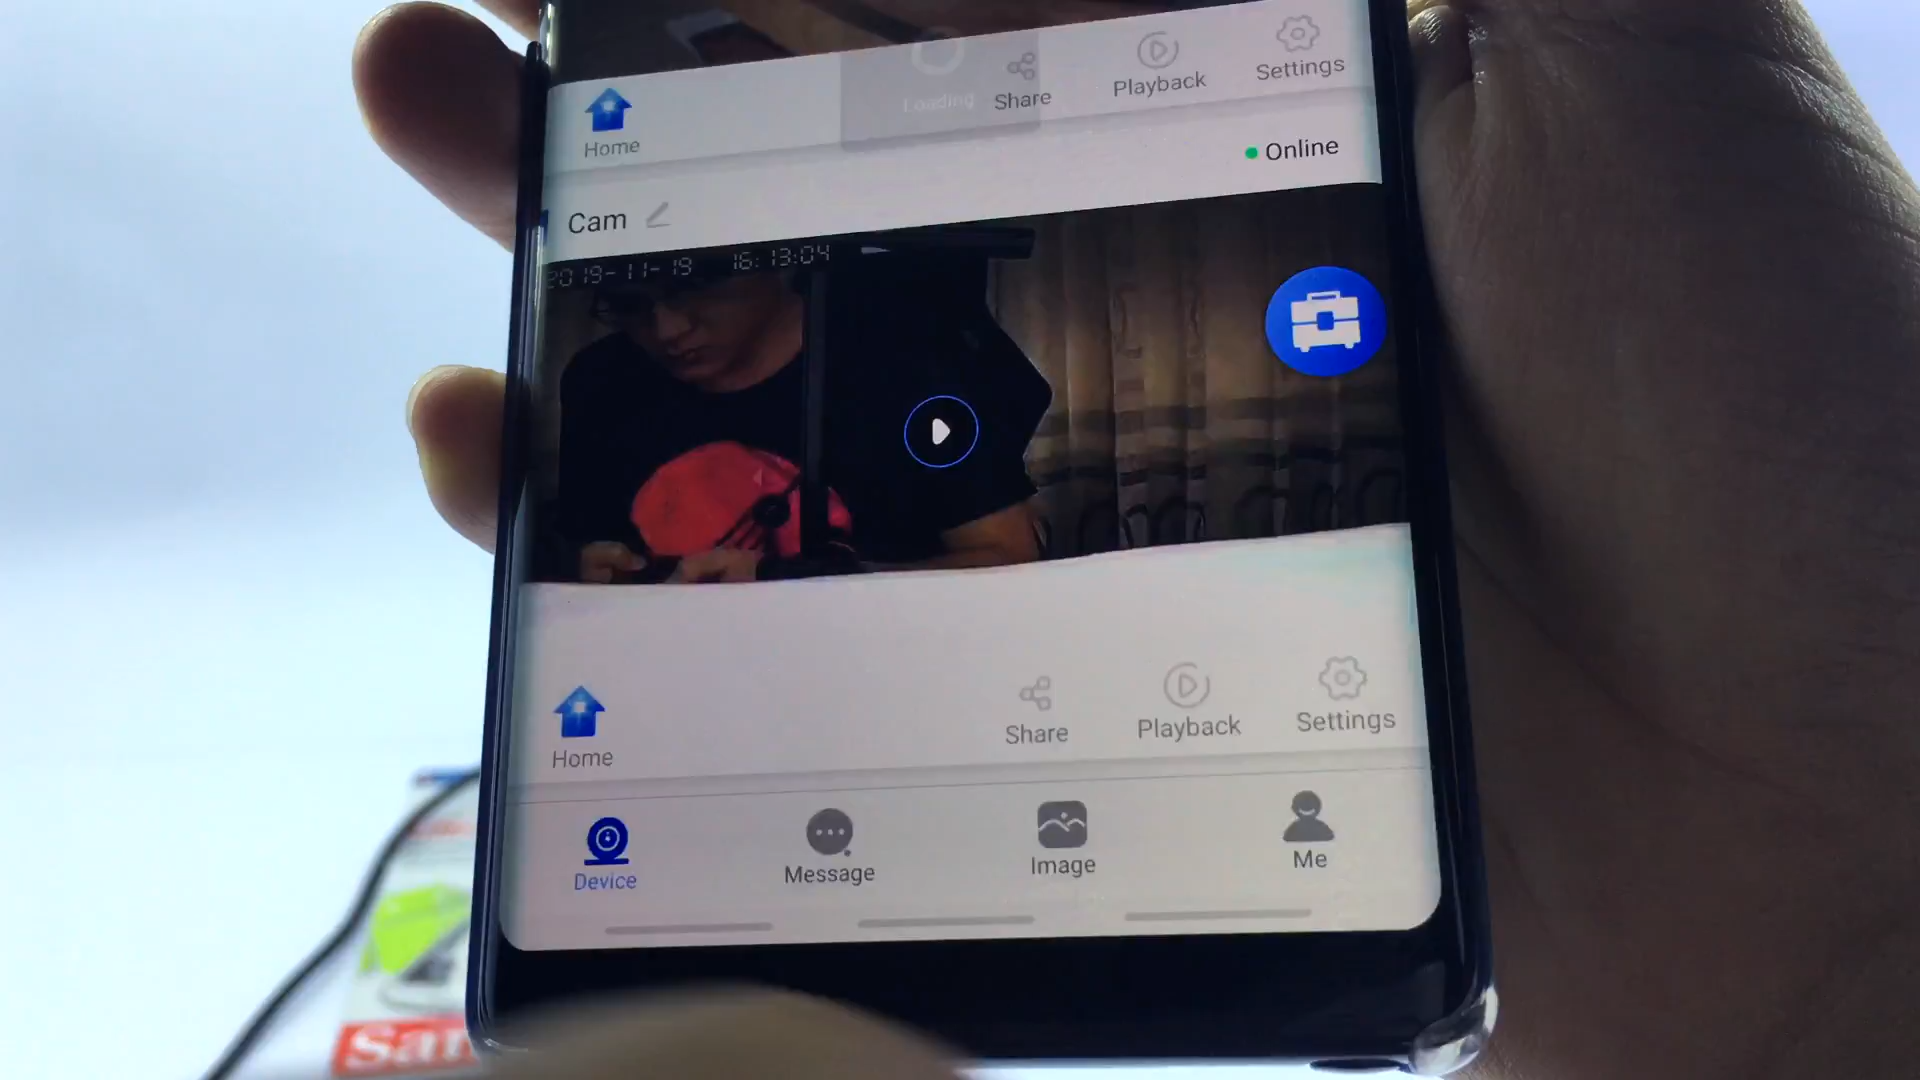 Loading
Share
Playback
Settings
Home
Online
Cam
2019-11-19 16:13:04
Home
Share
Playback
Settings
Device
Message
Image
Me
San